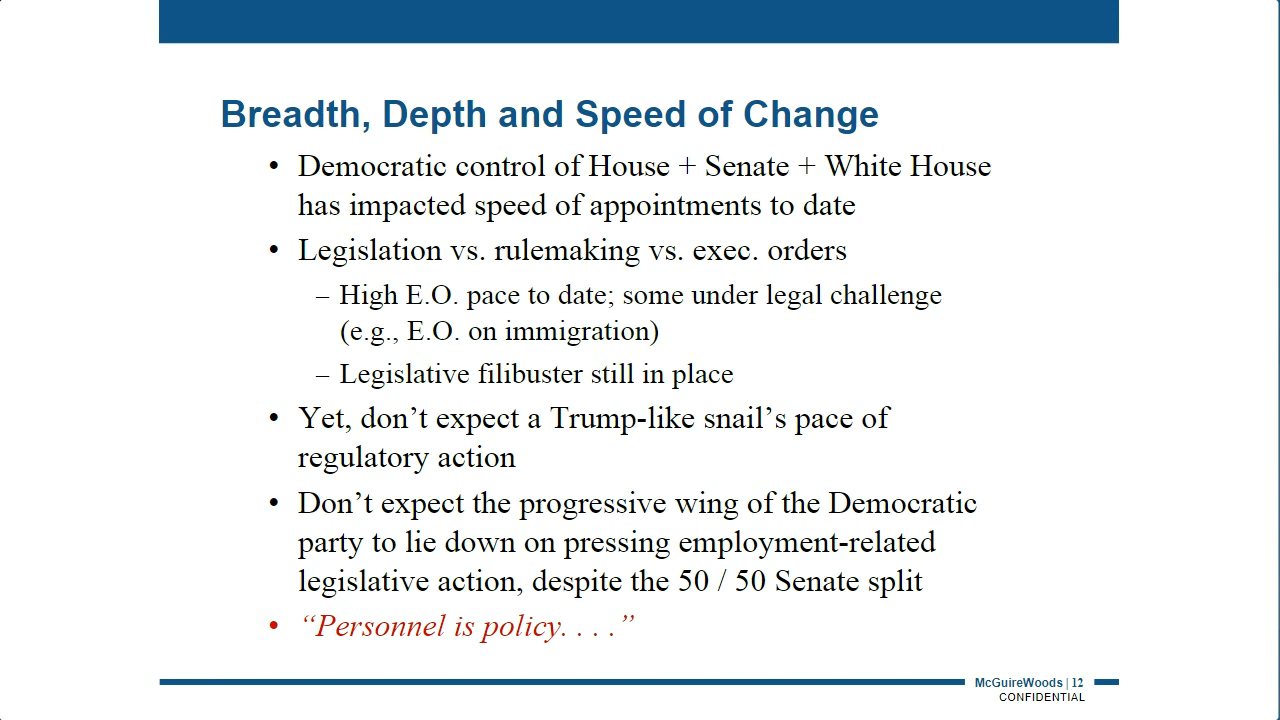 Breadth, Depth and Speed of Change
• Democratic control of House + Senate + White House
has impacted speed of appointments to date
• Legislation vs. rulemaking vs. exec. orders
– High E.O. pace to date; some under legal challenge
(e.g., E.O. on immigration)
– Legislative filibuster still in place
• Yet, don’t expect a Trump-like snail’s pace of
regulatory action
• Don’t expect the progressive wing of the Democratic
party to lie down on pressing employment-related
legislative action, despite the 50 / 50 Senate split
• “Personnel is policy. . . .”
McGuireWoods | 12
CONFIDENTIAL